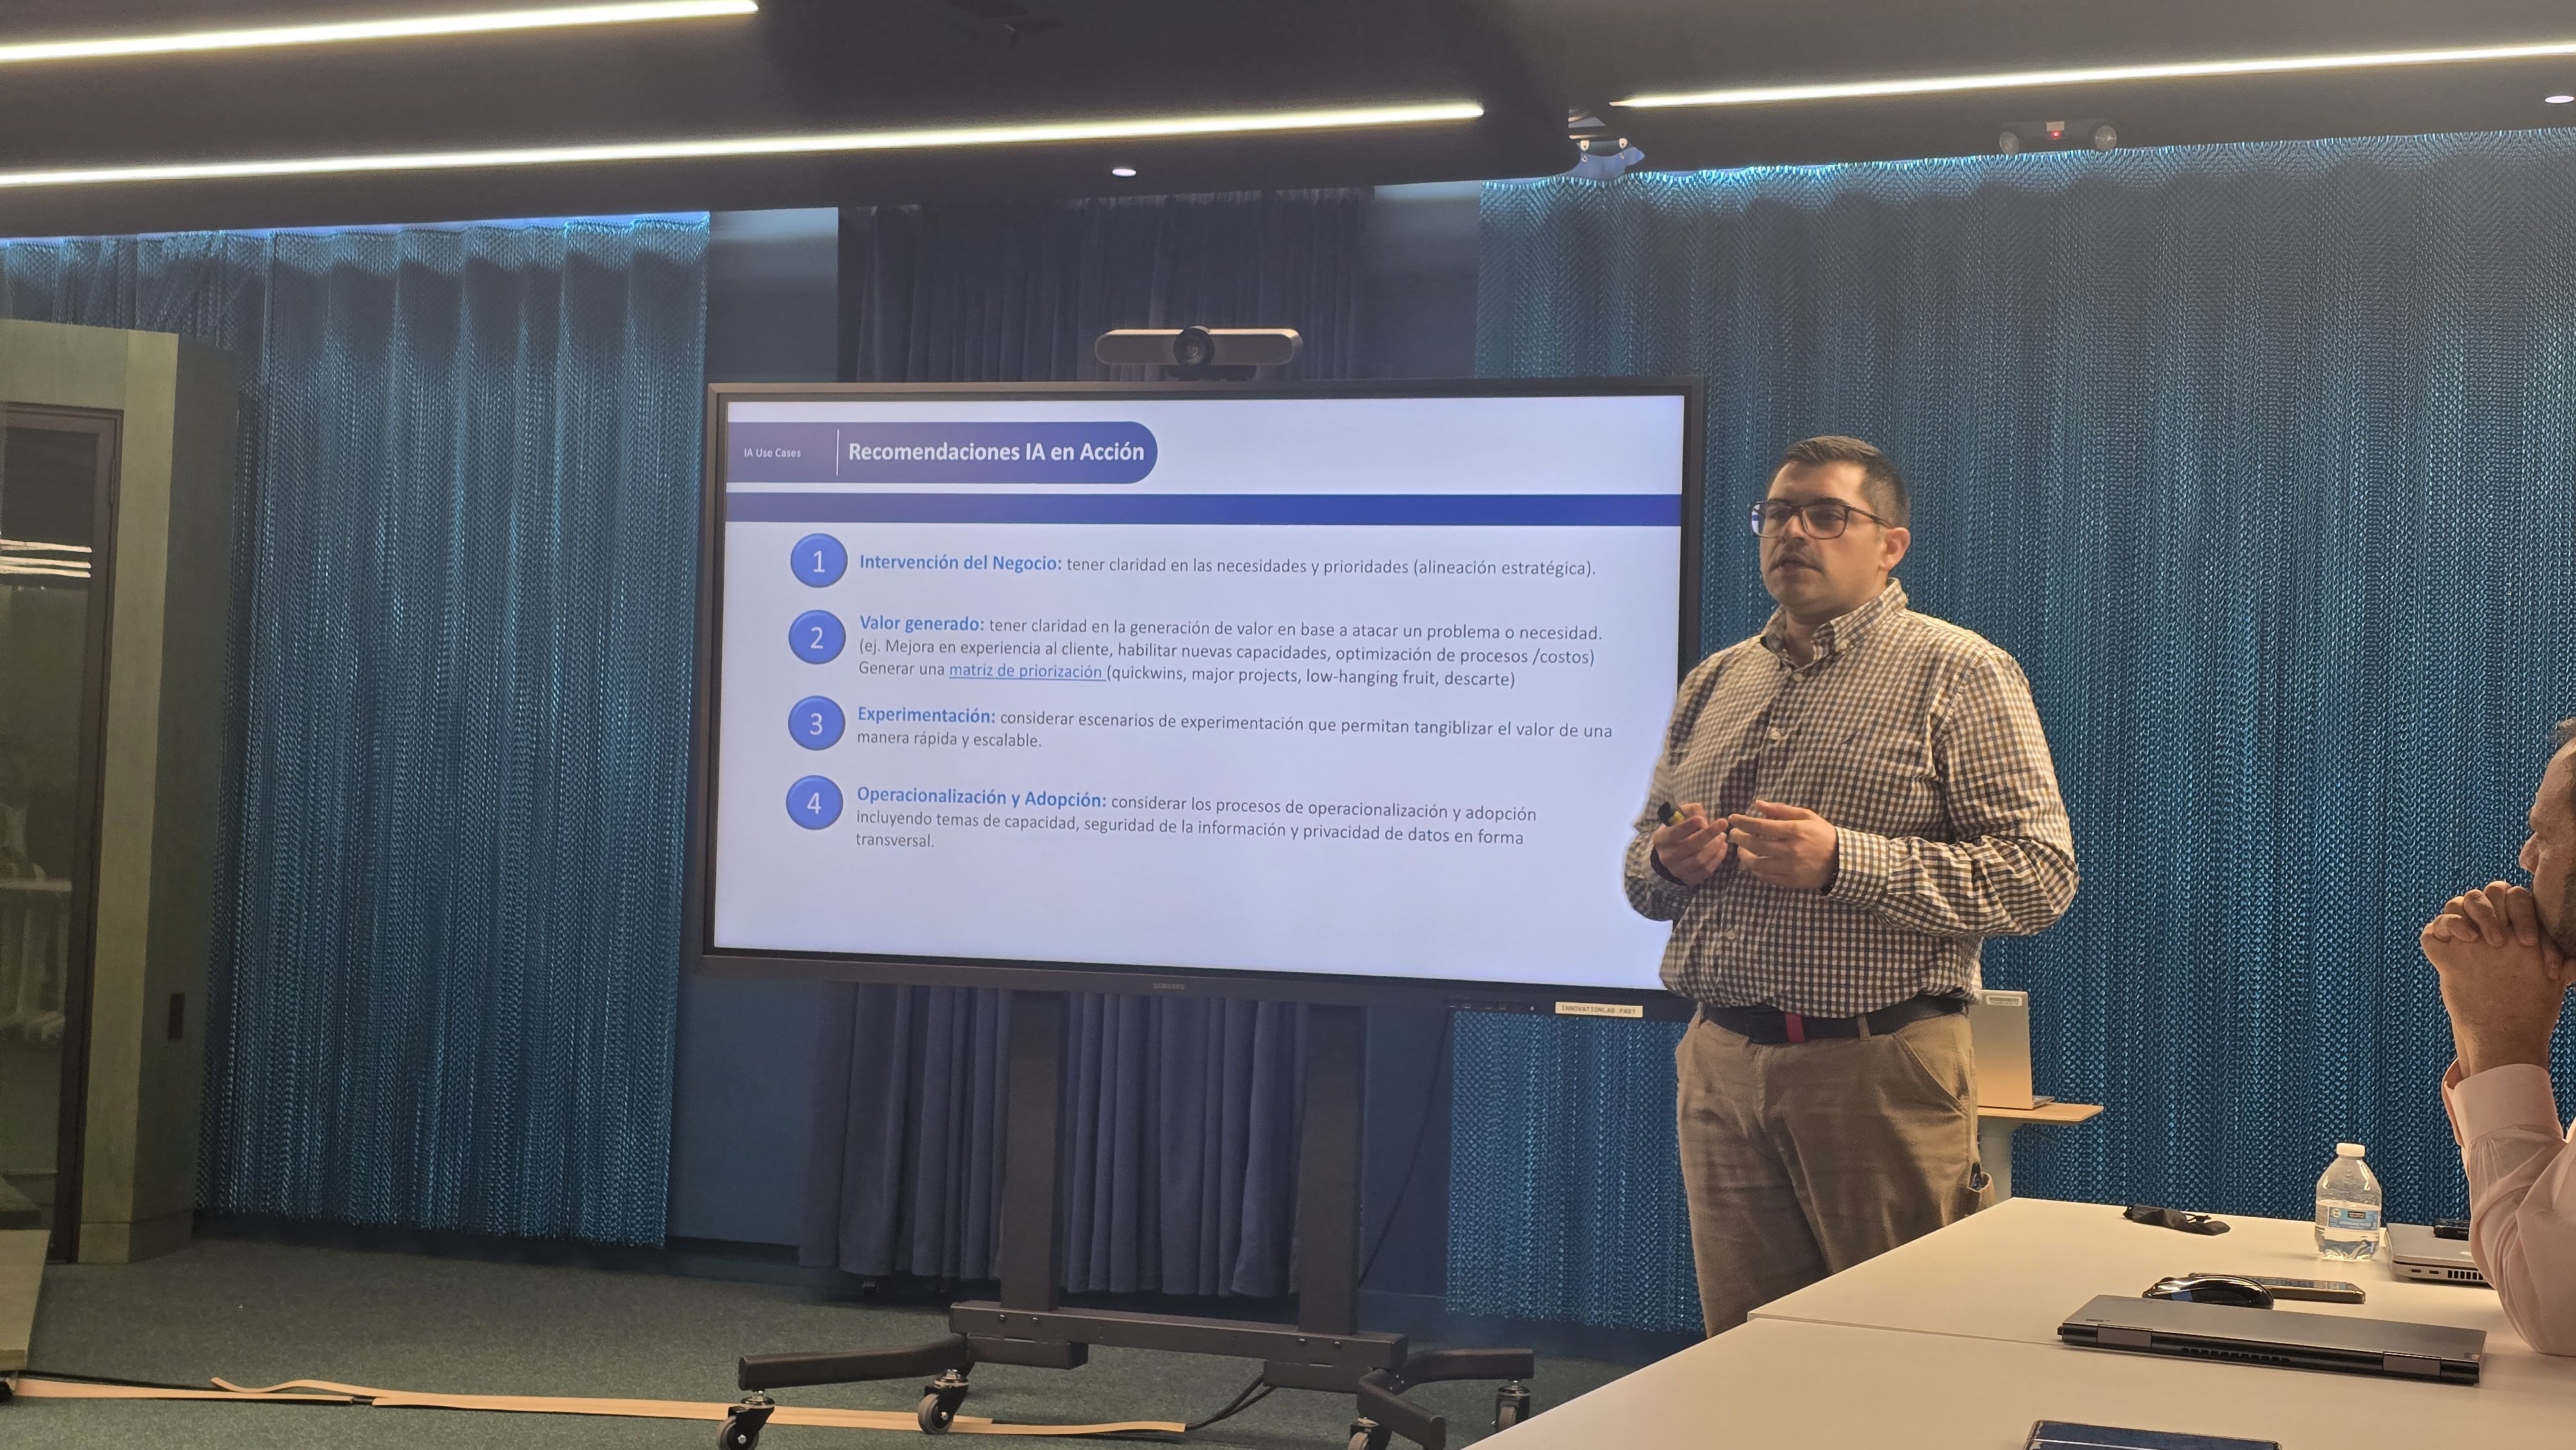 IA Use Cases
Recomendaciones IA en Acción
1
Intervención del Negocio: tener claridad en las necesidades y prioridades (alineación estratégica).
2
Valor generado: tener claridad en la generación de valor en base a atacar un problema o necesidad.
(ej. Mejora en experiencia al cliente, habilitar nuevas capacidades, optimización de procesos /costos)
Generar una matriz de priorización (quickwins, major projects, low-hanging fruit, descarte)
3
Experimentación: considerar escenarios de experimentación que permitan tangiblizar el valor de una
manera rápida y escalable.
4
Operacionalización y Adopción: considerar los procesos de operacionalización y adopción
incluyendo temas de capacidad, seguridad de la información y privacidad de datos en forma
transversal.
SAMSUNG